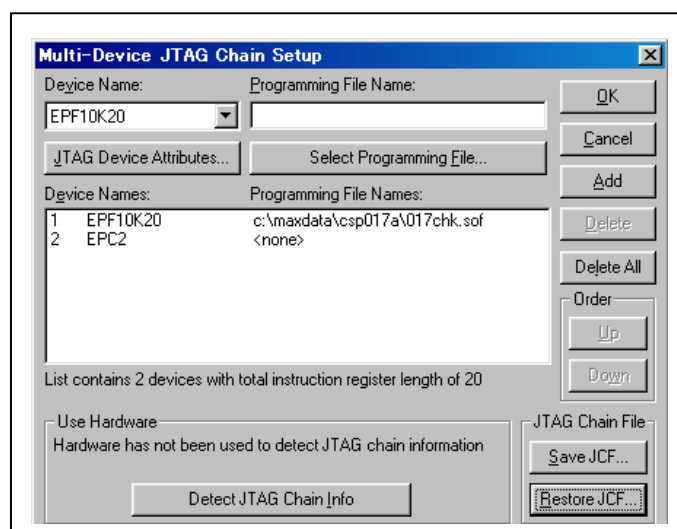 Multi-Device JTAG Chain Setup
Device Name: Programming File Name:
EPF10K20
OK
Cancel
JTAG Device Attributes... Select Programming File...
Add
Device Names: Programming File Names:
1 EPF10K20 c:\maxdata\csp017a\017chk.sof
2 EPC2 <none>
Delete
Delete All
Order
Up
Down
List contains 2 devices with total instruction register length of 20
Use Hardware
Hardware has not been used to detect JTAG chain information
Detect JTAG Chain Info
JTAG Chain File
Save JCF...
Restore JCF...